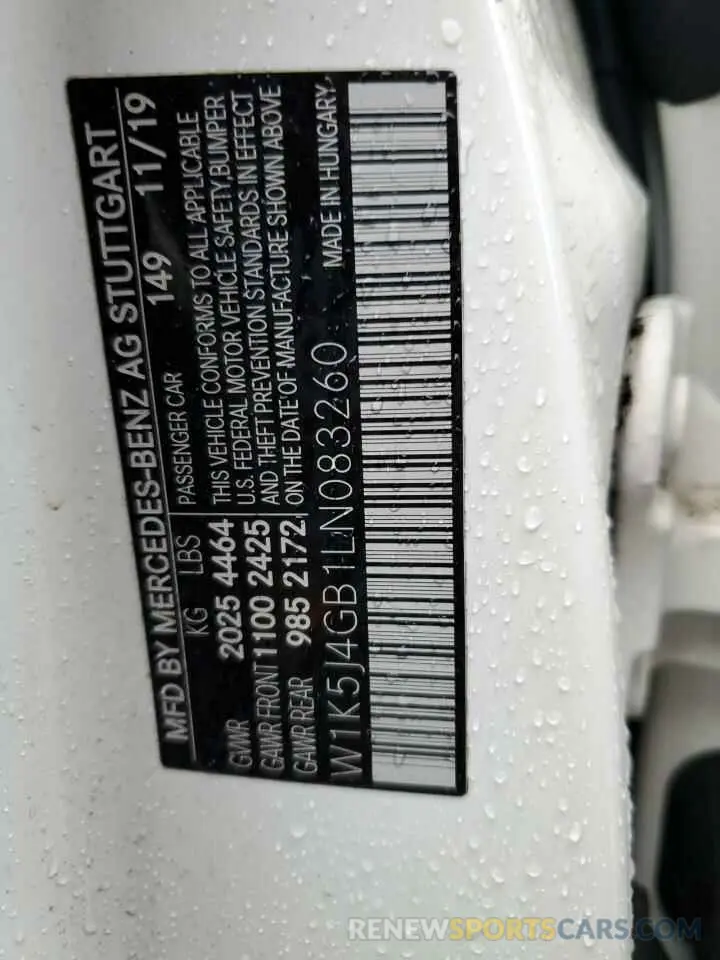 MFD BY MERCEDES-BENZ AG STUTTGART
149 11/19
KG LBS PASSENGER CAR
GVWR 2025 4464 THIS VEHICLE CONFORMS TO ALL APPLICABLE
U.S. FEDERAL MOTOR VEHICLE SAFETY, BUMPER
GAWR FRONT 1100 2425 AND THEFT PREVENTION STANDARDS IN EFFECT
GAWR REAR 985 2172 ON THE DATE OF MANUFACTURE SHOWN ABOVE
W1K5J4GB1LN083260 MADE IN HUNGARY
RENEWSPORTSCARS.COM